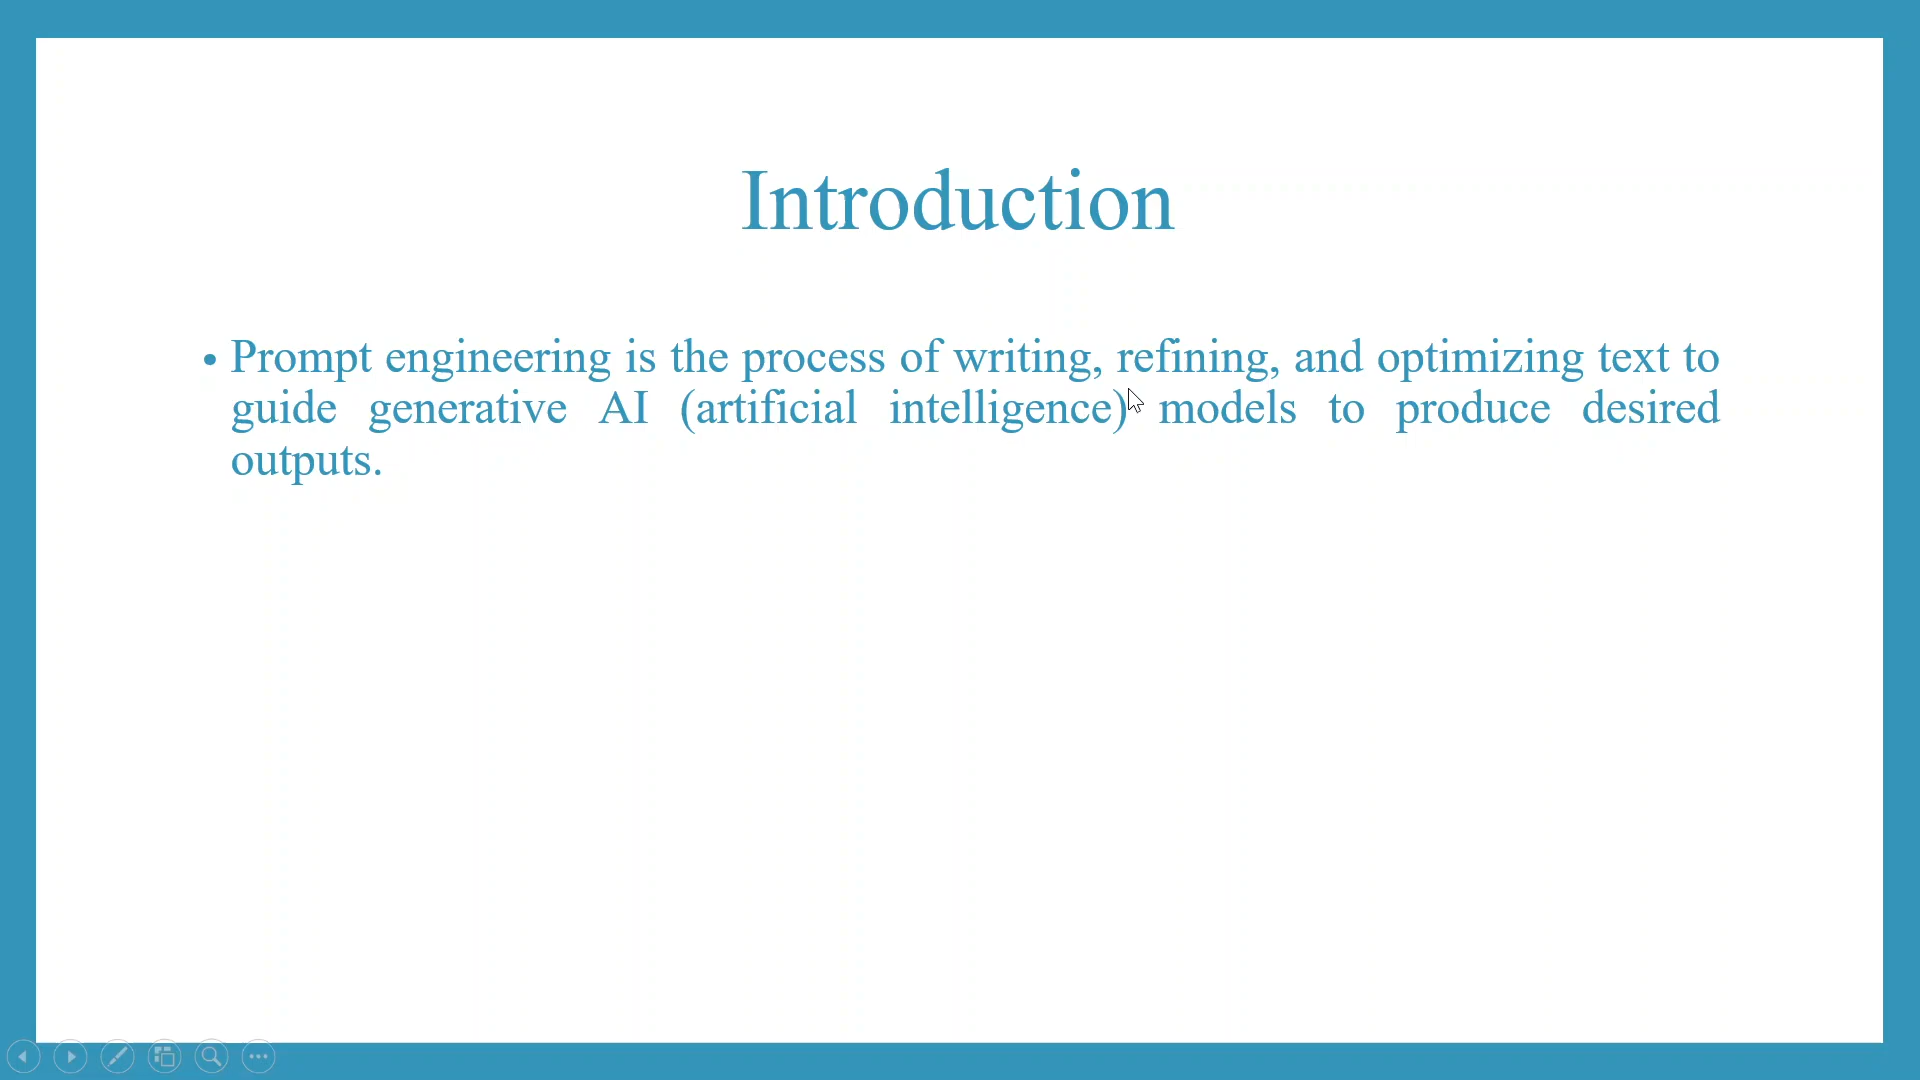 Introduction
• Prompt engineering is the process of writing, refining, and optimizing text to
guide generative AI (artificial intelligence) models to produce desired
outputs.